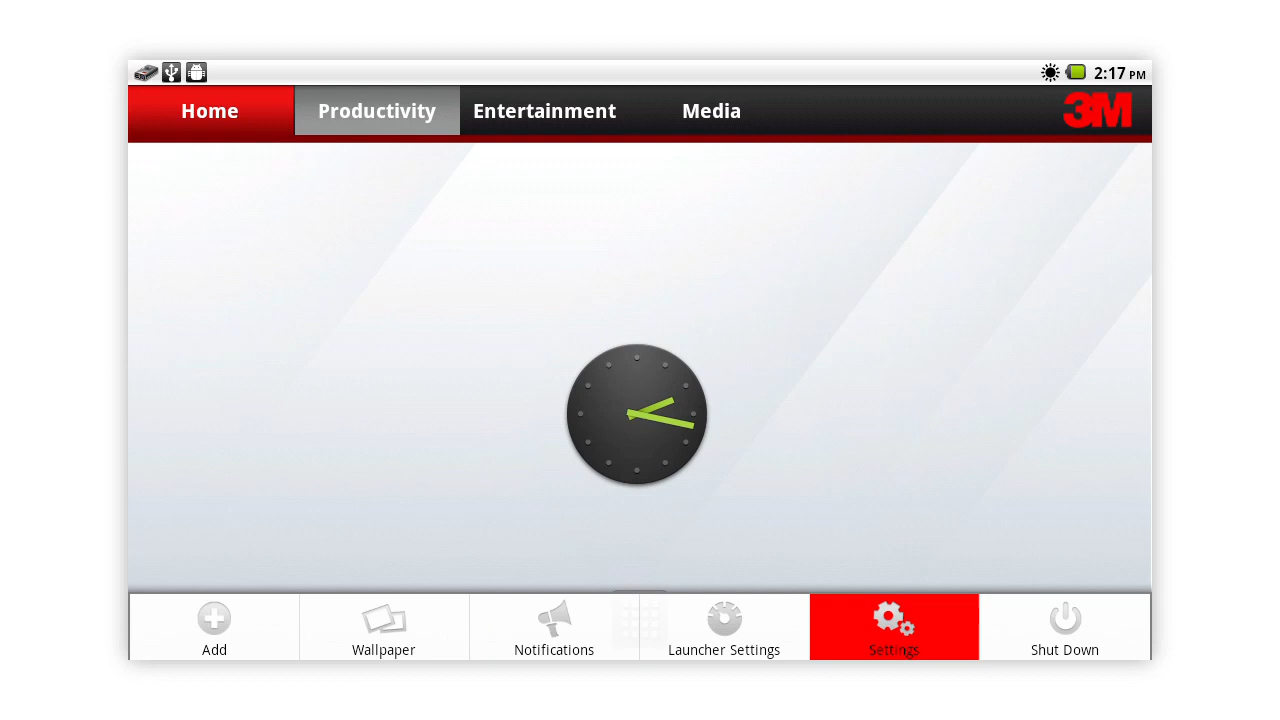 2:17 PM
Home Productivity Entertainment Media 3M
Add Wallpaper Notifications Launcher Settings Settings Shut Down